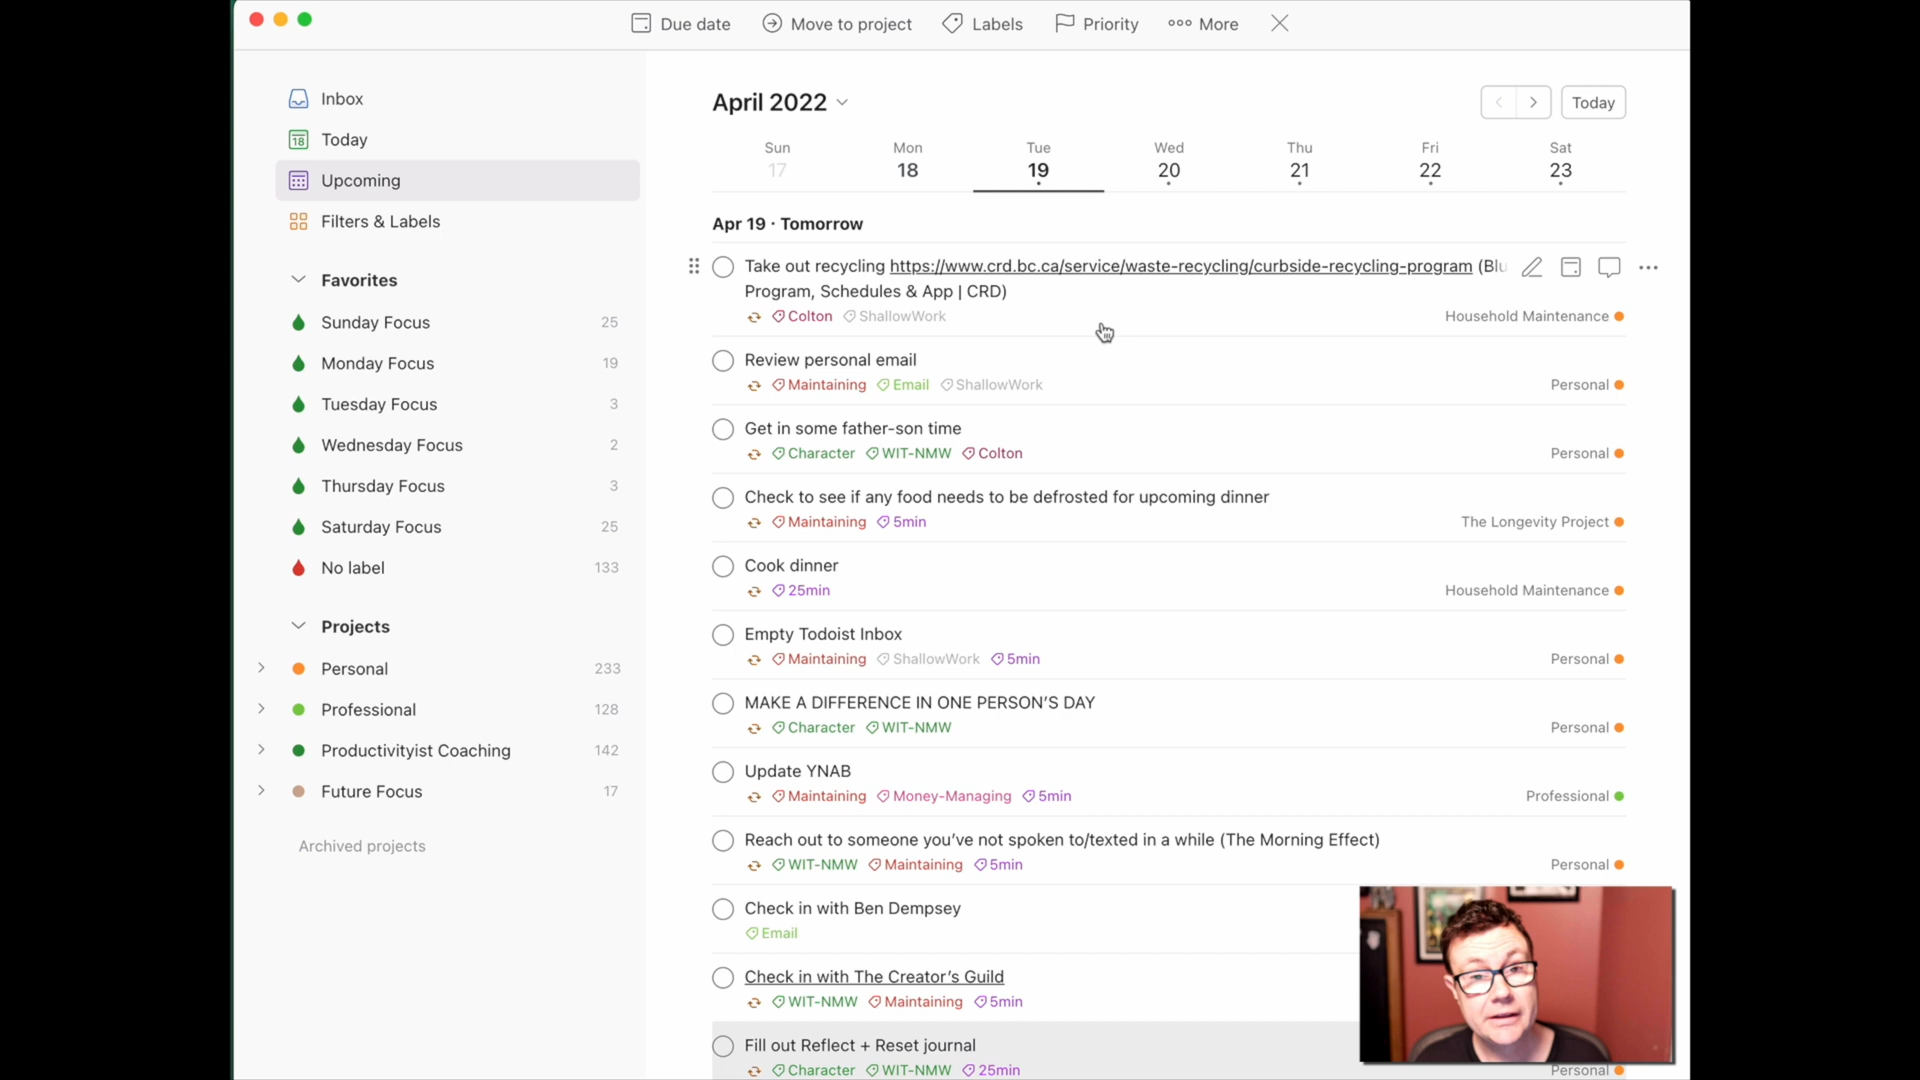 Due date
Move to project
Labels
Priority
More
Inbox
18
Today
Upcoming
Filters & Labels
Favorites
Sunday Focus 25
Monday Focus 19
Tuesday Focus 3
Wednesday Focus 2
Thursday Focus 3
Saturday Focus 25
No label 133
Projects
Personal 233
Professional 128
Productivityist Coaching 142
Future Focus 17
Archived projects
April 2022
Today
Sun Mon Tue Wed Thu Fri Sat
17 18 19 20 21 22 23
Apr 19 · Tomorrow
Take out recycling https://www.crd.bc.ca/service/waste-recycling/curbside-recycling-program (Blu
Program, Schedules & App | CRD)
Colton ShallowWork Household Maintenance
Review personal email
Maintaining Email ShallowWork Personal
Get in some father-son time
Character WIT-NMW Colton Personal
Check to see if any food needs to be defrosted for upcoming dinner
Maintaining 5min The Longevity Project
Cook dinner
25min Household Maintenance
Empty Todoist Inbox
Maintaining ShallowWork 5min Personal
MAKE A DIFFERENCE IN ONE PERSON'S DAY
Character WIT-NMW Personal
Update YNAB
Maintaining Money-Managing 5min Professional
Reach out to someone you've not spoken to/texted in a while (The Morning Effect)
WIT-NMW Maintaining 5min Personal
Check in with Ben Dempsey
Email
Check in with The Creator's Guild
WIT-NMW Maintaining 5min
Fill out Reflect + Reset journal
Character WIT-NMW 25min Personal